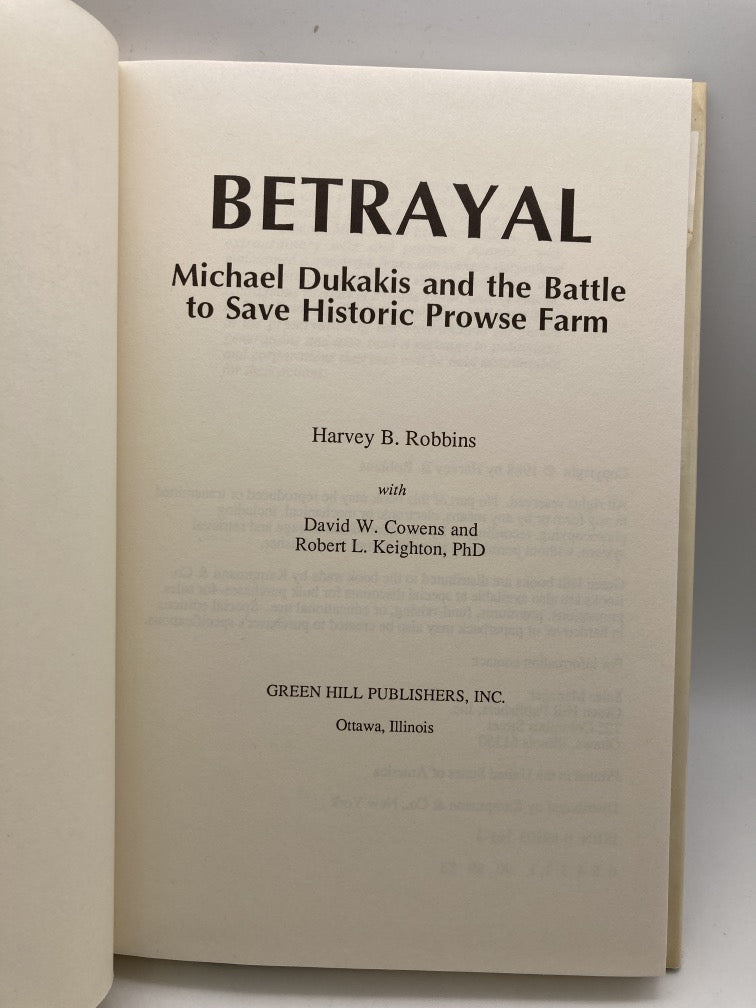 BETRAYAL
Michael Dukakis and the Battle
to Save Historic Prowse Farm
Harvey B. Robbins
with
David W. Cowens and
Robert L. Keighton, PhD
GREEN HILL PUBLISHERS, INC.
Ottawa, Illinois